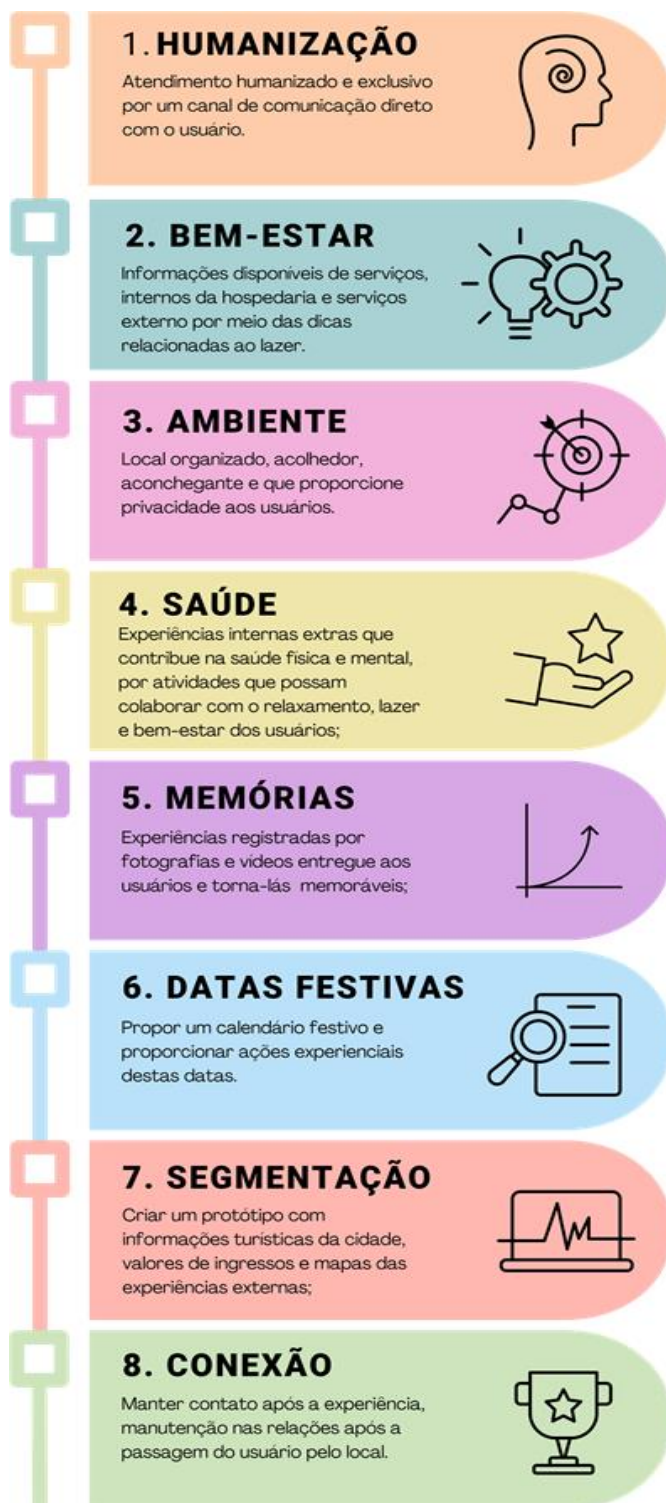 1. HUMANIZAÇÃO
Atendimento humanizado e exclusivo
por um canal de comunicação direto
com o usuário.
2. BEM-ESTAR
Informações disponíveis de serviços,
internos da hospedaria e serviços
externo por meio das dicas
relacionadas ao lazer.
3. AMBIENTE
Local organizado, acolhedor,
aconchegante e que proporcione
privacidade aos usuários.
4. SAÚDE
Experiências internas extras que
contribue na saúde física e mental,
por atividades que possam
colaborar com o relaxamento, lazer
e bem-estar dos usuários;
5. MEMÓRIAS
Experiências registradas por
fotografias e vídeos entregue aos
usuários e torna-lás memoráveis;
6. DATAS FESTIVAS
Propor um calendário festivo e
proporcionar ações experienciais
destas datas.
7. SEGMENTAÇÃO
Criar um protótipo com
informações turísticas da cidade,
valores de ingressos e mapas das
experiências externas;
8. CONEXÃO
Manter contato após a experiência,
manutenção nas relações após a
passagem do usuário pelo local.